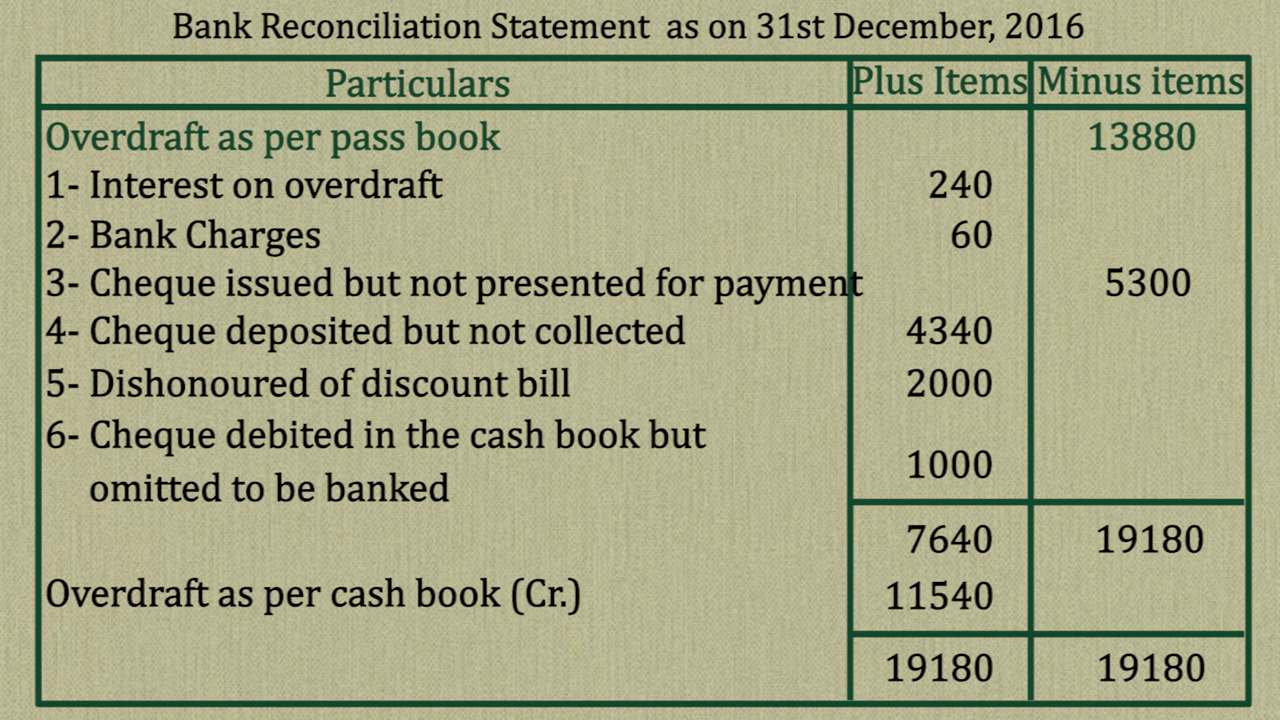 Bank Reconciliation Statement as on 31st December, 2016
Particulars Plus Items Minus items
Overdraft as per pass book 13880
1- Interest on overdraft 240
2- Bank Charges 60
3- Cheque issued but not presented for payment 5300
4- Cheque deposited but not collected 4340
5- Dishonoured of discount bill 2000
6- Cheque debited in the cash book but
omitted to be banked 1000
7640 19180
Overdraft as per cash book (Cr.) 11540
19180 19180